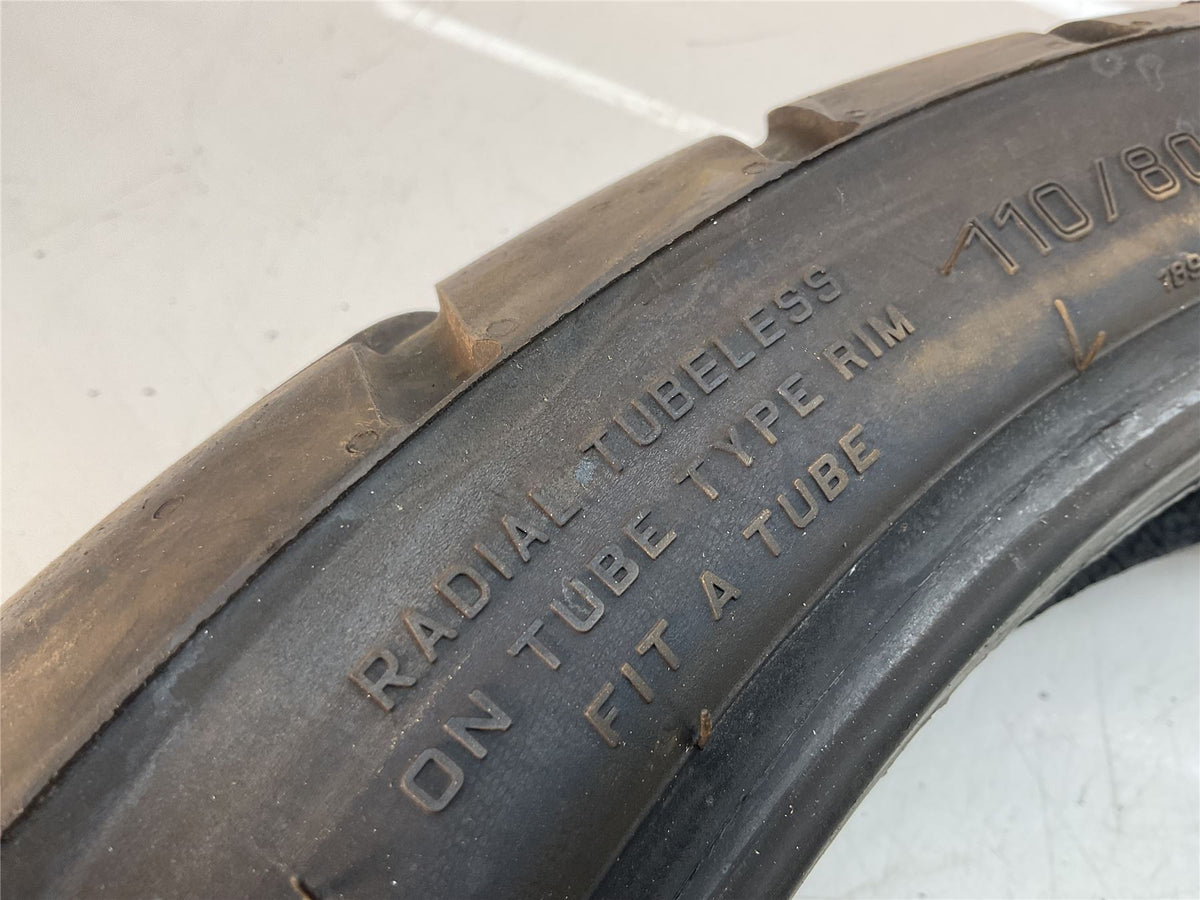 RADIAL TUBELESS
ON TUBE TYPE RIM
FIT A TUBE
110/80